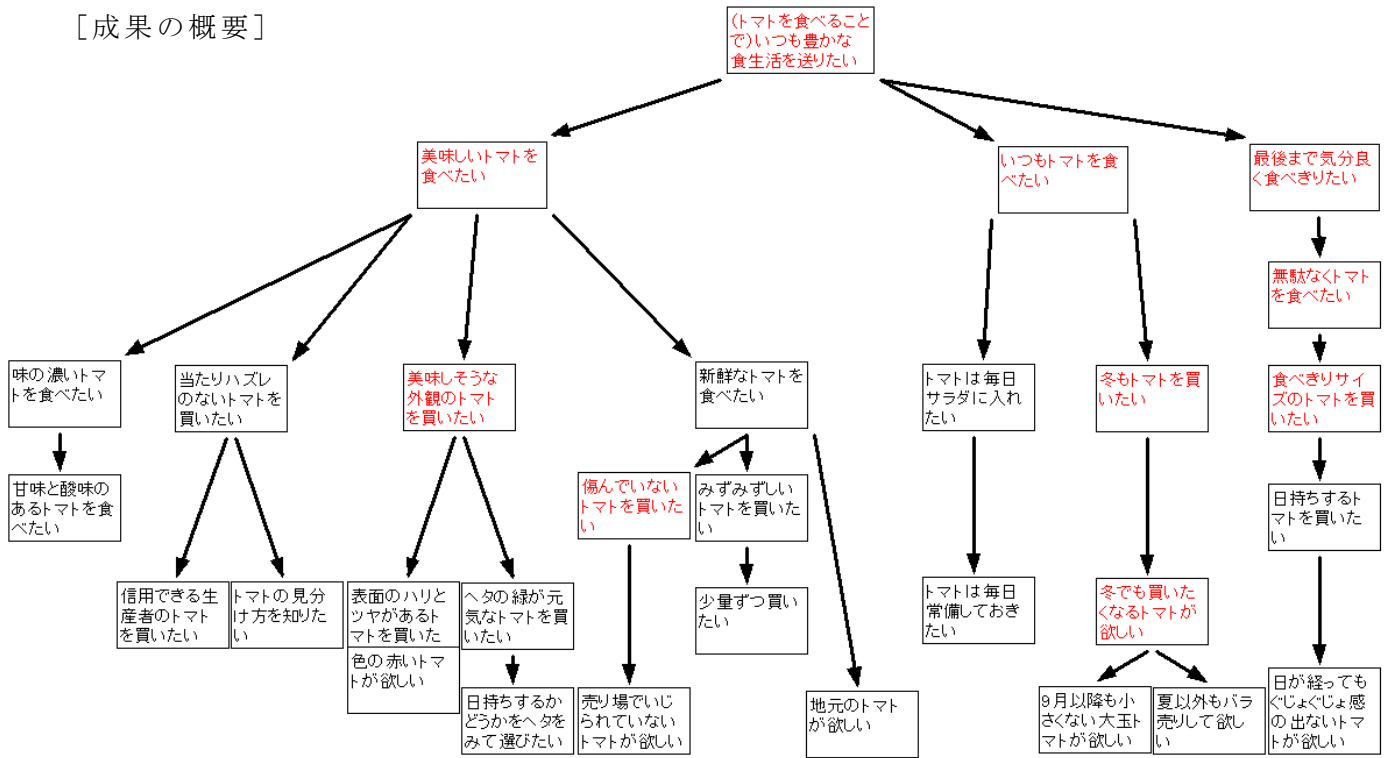 [成果の概要]
(トマトを食べること
で)いつも豊かな
食生活を送りたい
美味しいトマトを
食べたい
いつもトマトを食
べたい
最後まで気分良
く食べきりたい
無駄なくトマト
を食べたい
味の濃いトマ
トを食べたい
当たりハズレ
のないトマトを
買いたい
美味しそうな
外観のトマト
を買いたい
新鮮なトマトを
食べたい
トマトは毎日
サラダに入れ
たい
冬もトマトを買
いたい
食べきりサイ
ズのトマトを買
いたい
甘味と酸味の
あるトマトを食
べたい
傷んでいない
トマトを買いた
い
みずみずしい
トマトを買いた
い
日持ちするト
マトを買いた
い
信用できる生
産者のトマト
を買いたい
トマトの見分
け方を知りた
い
表面のハリと
ツヤがあるト
マトを買いた
色の赤いトマ
トが欲しい
ヘタの緑が元
気なトマトを買
いたい
少量ずつ買い
たい
トマトは毎日
常備しておき
たい
冬でも買いた
くなるトマトが
欲しい
日持ちするか
どうかをヘタを
みて選びたい
売り場でいじ
られていない
トマトが欲しい
地元のトマト
が欲しい
9月以降も小
さくない大玉ト
マトが欲しい
夏以外もバラ
売りして欲し
い
日が経っても
ぐじょぐじょ感
の出ないトマ
トが欲しい